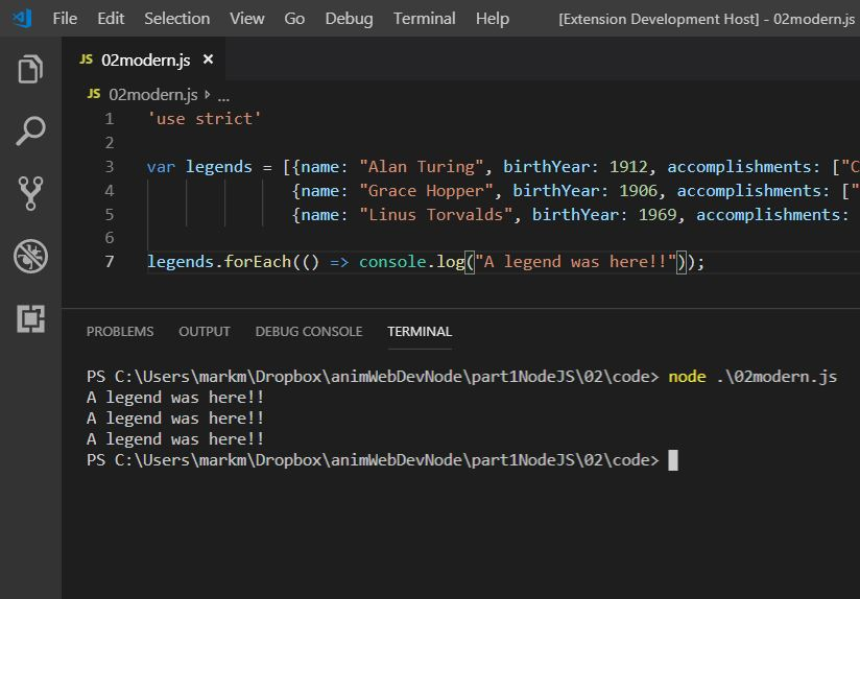 File Edit Selection View Go Debug Terminal Help [Extension Development Host] - 02modern.js
JS 02modern.js ×
JS 02modern.js ▸ ...
1 'use strict'
2
3 var legends = [{name: "Alan Turing", birthYear: 1912, accomplishments: ["C
4 {name: "Grace Hopper", birthYear: 1906, accomplishments: ["
5 {name: "Linus Torvalds", birthYear: 1969, accomplishments:
6
7 legends.forEach(() => console.log("A legend was here!!"));
PROBLEMS OUTPUT DEBUG CONSOLE TERMINAL
PS C:\Users\markm\Dropbox\animWebDevNode\part1NodeJS\02\code> node .\02modern.js
A legend was here!!
A legend was here!!
A legend was here!!
PS C:\Users\markm\Dropbox\animWebDevNode\part1NodeJS\02\code>